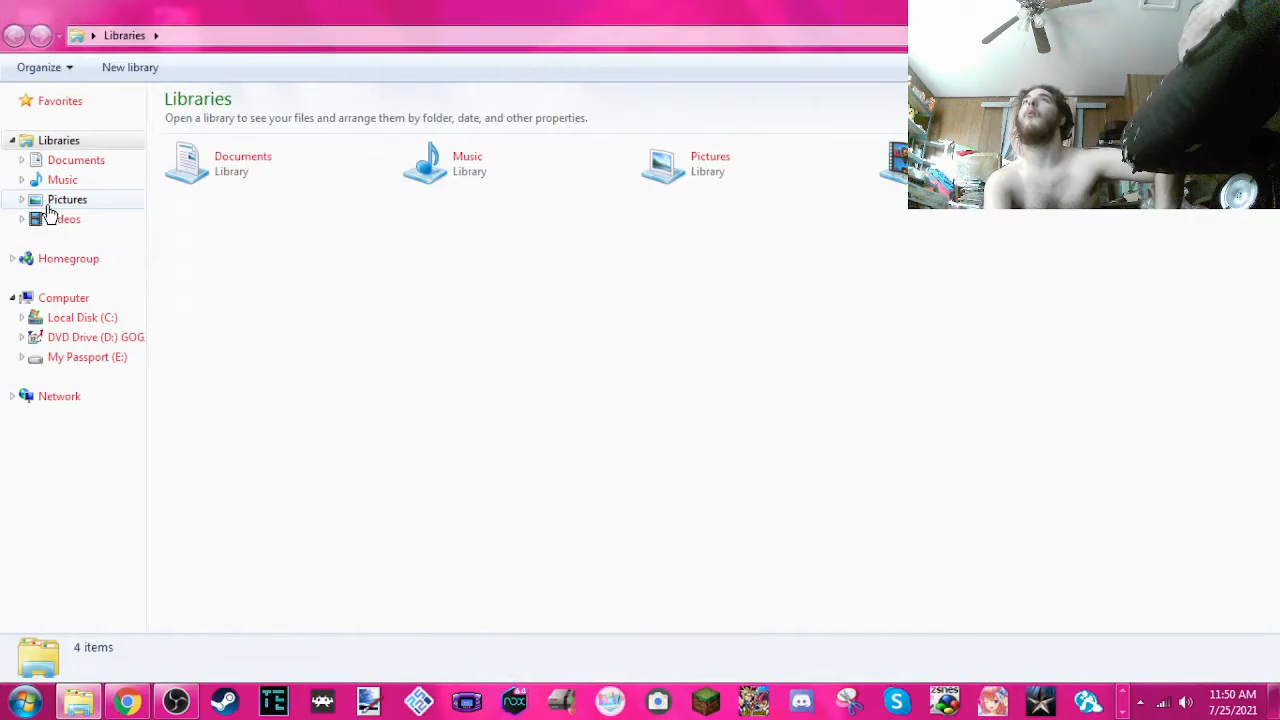 Libraries
Organize
New library
Favorites
Libraries
Documents
Music
Pictures
Homegroup
Computer
Local Disk (C:)
DVD Drive (D:) GOG
My Passport (E:)
Network
Libraries
Open a library to see your files and arrange them by folder, date, and other properties.
Documents
Library
Music
Library
Pictures
Library
4 items
64
zsnes
11:50 AM
7/25/2021